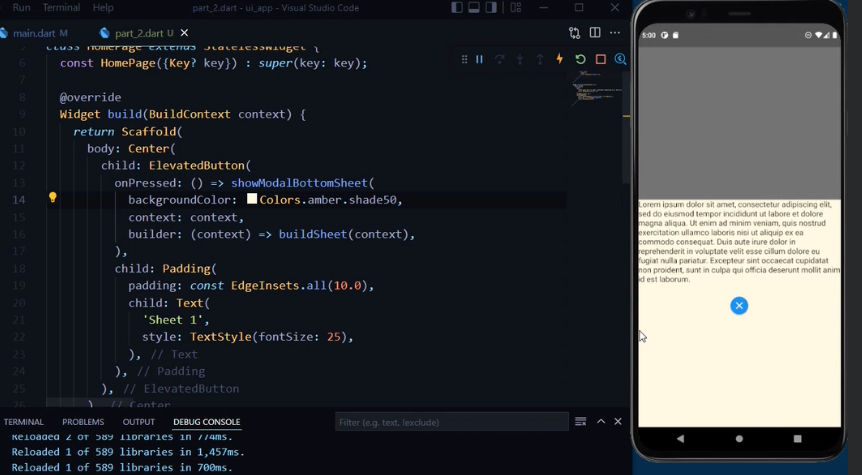 Run Terminal Help
part_2.dart - ui_app - Visual Studio Code
main.dart M
part_2.dart U
class HomePage extends StatelessWidget {
6 const HomePage({Key? key}) : super(key: key);
7
8 @override
9 Widget build(BuildContext context) {
10 return Scaffold(
11 body: Center(
12 child: ElevatedButton(
13 onPressed: () => showModalBottomSheet(
14 backgroundColor: Colors.amber.shade50,
15 context: context,
16 builder: (context) => buildSheet(context),
17 ),
18 child: Padding(
19 padding: const EdgeInsets.all(10.0),
20 child: Text(
21 'Sheet 1',
22 style: TextStyle(fontSize: 25),
23 ), // Text
24 ), // Padding
25 ), // ElevatedButton
26 ), // Center
TERMINAL PROBLEMS OUTPUT DEBUG CONSOLE
Filter (e.g. text, !exclude)
Reloaded 2 of 589 libraries in 774ms.
Reloaded 1 of 589 libraries in 1,457ms.
Reloaded 1 of 589 libraries in 700ms.
5:00
Lorem ipsum dolor sit amet, consectetur adipiscing elit,
sed do eiusmod tempor incididunt ut labore et dolore
magna aliqua. Ut enim ad minim veniam, quis nostrud
exercitation ullamco laboris nisi ut aliquip ex ea
commodo consequat. Duis aute irure dolor in
reprehenderit in voluptate velit esse cillum dolore eu
fugiat nulla pariatur. Excepteur sint occaecat cupidatat
non proident, sunt in culpa qui officia deserunt mollit anim
id est laborum.